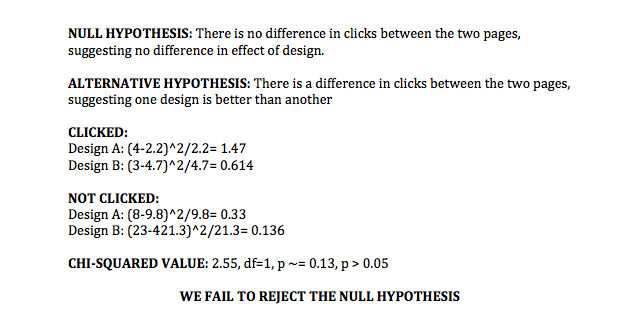 NULL HYPOTHESIS: There is no difference in clicks between the two pages,
suggesting no difference in effect of design.
ALTERNATIVE HYPOTHESIS: There is a difference in clicks between the two pages,
suggesting one design is better than another
CLICKED:
Design A: (4-2.2)^2/2.2= 1.47
Design B: (3-4.7)^2/4.7= 0.614
NOT CLICKED:
Design A: (8-9.8)^2/9.8= 0.33
Design B: (23-421.3)^2/21.3= 0.136
CHI-SQUARED VALUE: 2.55, df=1, p ~= 0.13, p > 0.05
WE FAIL TO REJECT THE NULL HYPOTHESIS